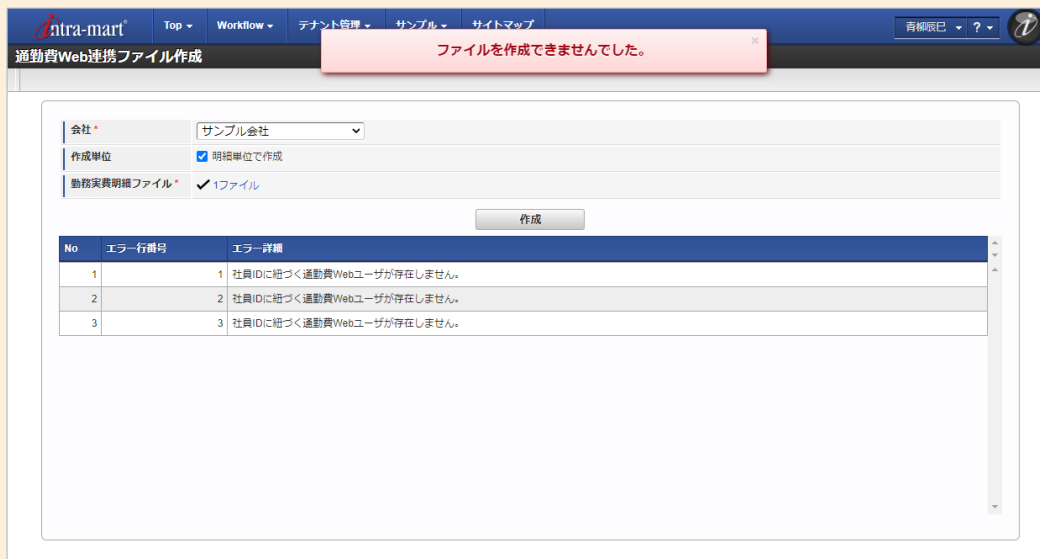 intra-mart Top Workflow テナント管理 サンプル サイトマップ 青柳辰巳 ?
ファイルを作成できませんでした。 ×
通勤費Web連携ファイル作成
会社* サンプル会社
作成単位 明細単位で作成
勤務実費明細ファイル* 1ファイル
作成
No エラー行番号 エラー詳細
1 1 社員IDに紐づく通勤費Webユーザが存在しません。
2 2 社員IDに紐づく通勤費Webユーザが存在しません。
3 3 社員IDに紐づく通勤費Webユーザが存在しません。